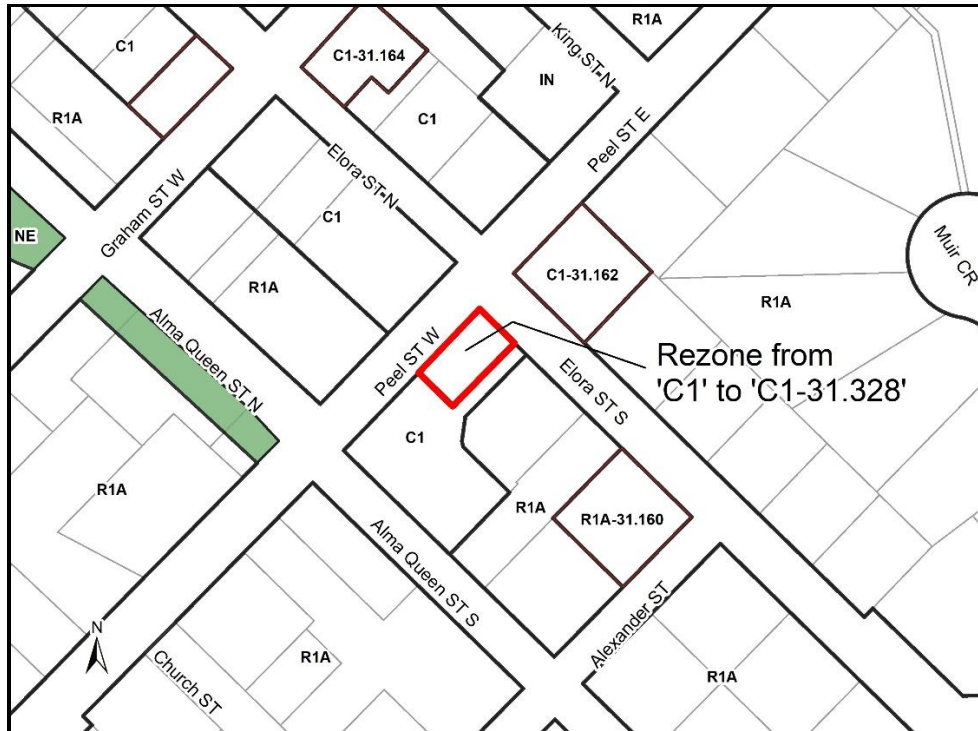 R1A
King ST N
C1
C1-31.164
IN
C1
R1A
Peel ST E
Elora ST N
Graham ST W
C1
NE
C1-31.162
Muir CR
R1A
R1A
Alma Queen ST N
Peel ST W
Rezone from
'C1' to 'C1-31.328'
Elora ST S
C1
R1A
R1A
R1A-31.160
Alma Queen ST S
Alexander ST
N
R1A
Church ST
R1A